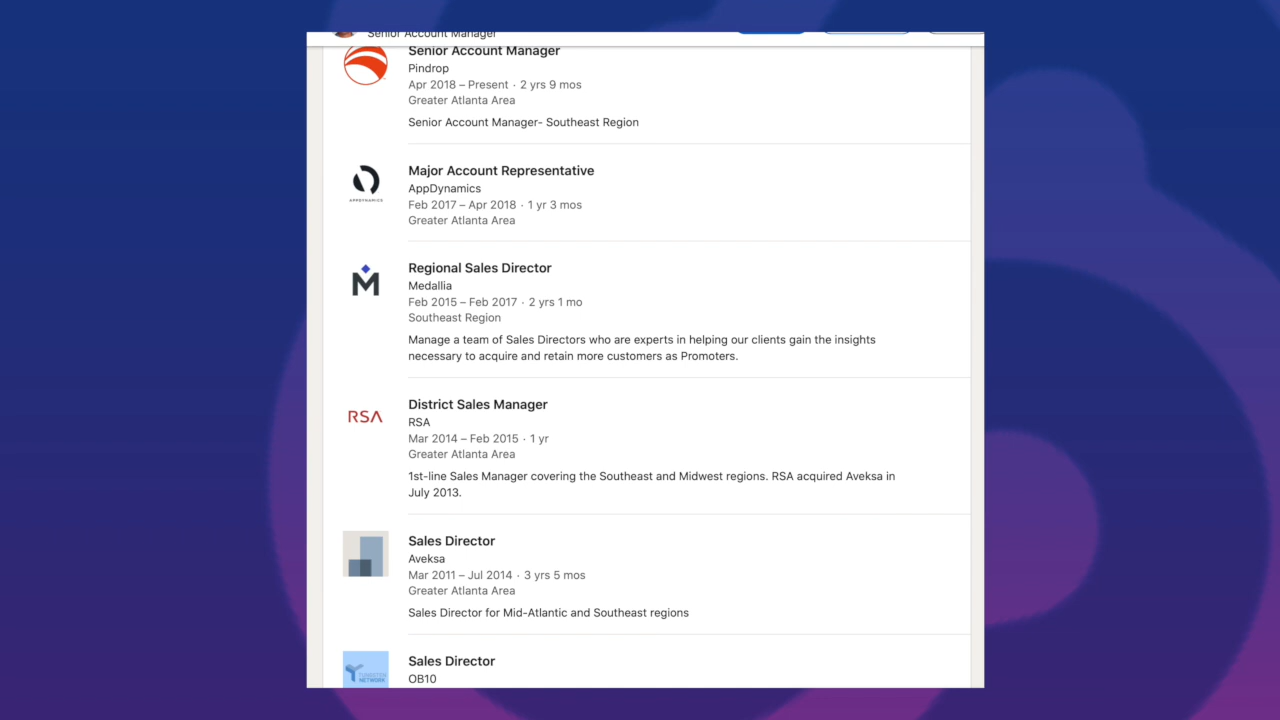 Senior Account Manager
Senior Account Manager
Pindrop
Apr 2018 – Present · 2 yrs 9 mos
Greater Atlanta Area
Senior Account Manager- Southeast Region
APPDYNAMICS
Major Account Representative
AppDynamics
Feb 2017 – Apr 2018 · 1 yr 3 mos
Greater Atlanta Area
M
Regional Sales Director
Medallia
Feb 2015 – Feb 2017 · 2 yrs 1 mo
Southeast Region
Manage a team of Sales Directors who are experts in helping our clients gain the insights
necessary to acquire and retain more customers as Promoters.
RSA
District Sales Manager
RSA
Mar 2014 – Feb 2015 · 1 yr
Greater Atlanta Area
1st-line Sales Manager covering the Southeast and Midwest regions. RSA acquired Aveksa in
July 2013.
Sales Director
Aveksa
Mar 2011 – Jul 2014 · 3 yrs 5 mos
Greater Atlanta Area
Sales Director for Mid-Atlantic and Southeast regions
TUNGSTEN
NETWORK
Sales Director
OB10